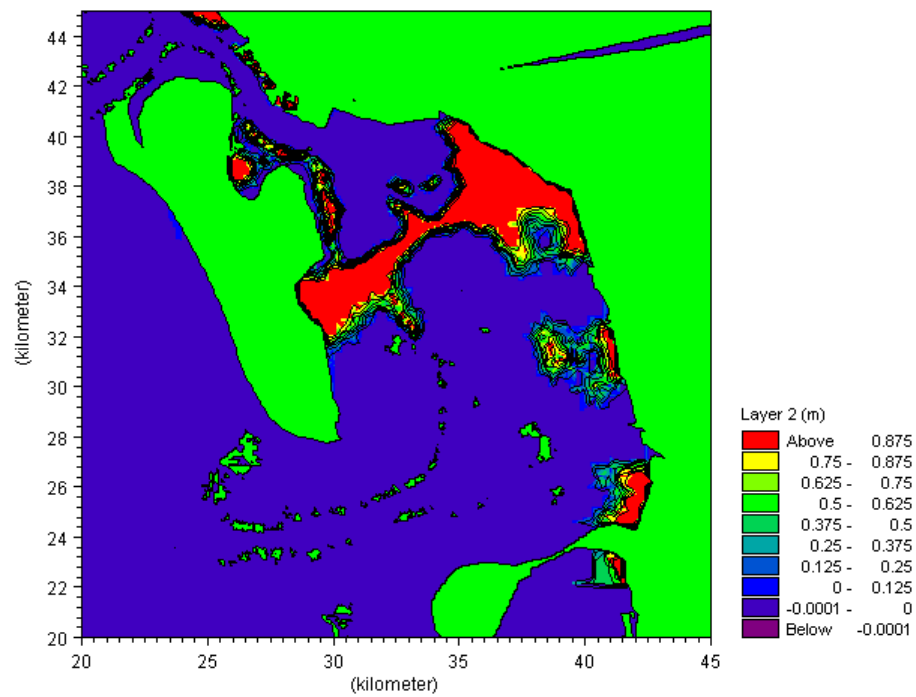 44
42
40
38
36
34
32
30
28
26
24
22
20
(kilometer)
20 25 30 35 40 45
(kilometer)
Layer 2 (m)
Above 0.875
0.75 - 0.875
0.625 - 0.75
0.5 - 0.625
0.375 - 0.5
0.25 - 0.375
0.125 - 0.25
0 - 0.125
-0.0001 - 0
Below -0.0001